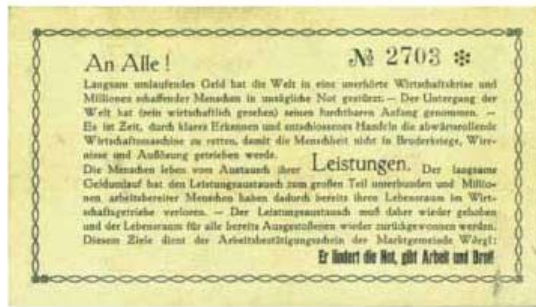 An Alle !
№ 2703 ✻
Langsam umlaufendes Geld hat die Welt in eine unerhörte Wirtschaftskrise und
Millionen schaffender Menschen in unsägliche Not gestürzt. — Der Untergang der
Welt hat (rein wirtschaftlich gesehen) seinen furchtbaren Anfang genommen. —
Es ist Zeit, durch klares Erkennen und entschlossenes Handeln die abwärtsrollende
Wirtschaftsmaschine zu retten, damit die Menschheit nicht in Bruderkriege, Wirr-
nisse und Auflösung getrieben werde.
Die Menschen leben vom Austausch ihrer Leistungen. Der langsame
Geldumlauf hat den Leistungsaustausch zum großen Teil unterbunden und Millio-
nen arbeitsbereiter Menschen haben dadurch bereits ihren Lebensraum im Wirt-
schaftsgetriebe verloren. — Der Leistungsaustausch muß daher wieder gehoben
und der Lebensraum für alle bereits Ausgestoßenen wieder zurückgewonnen werden.
Diesem Ziele dient der Arbeitsbestätigungsschein der Marktgemeinde Wörgl:
Er lindert die Not, gibt Arbeit und Brot!